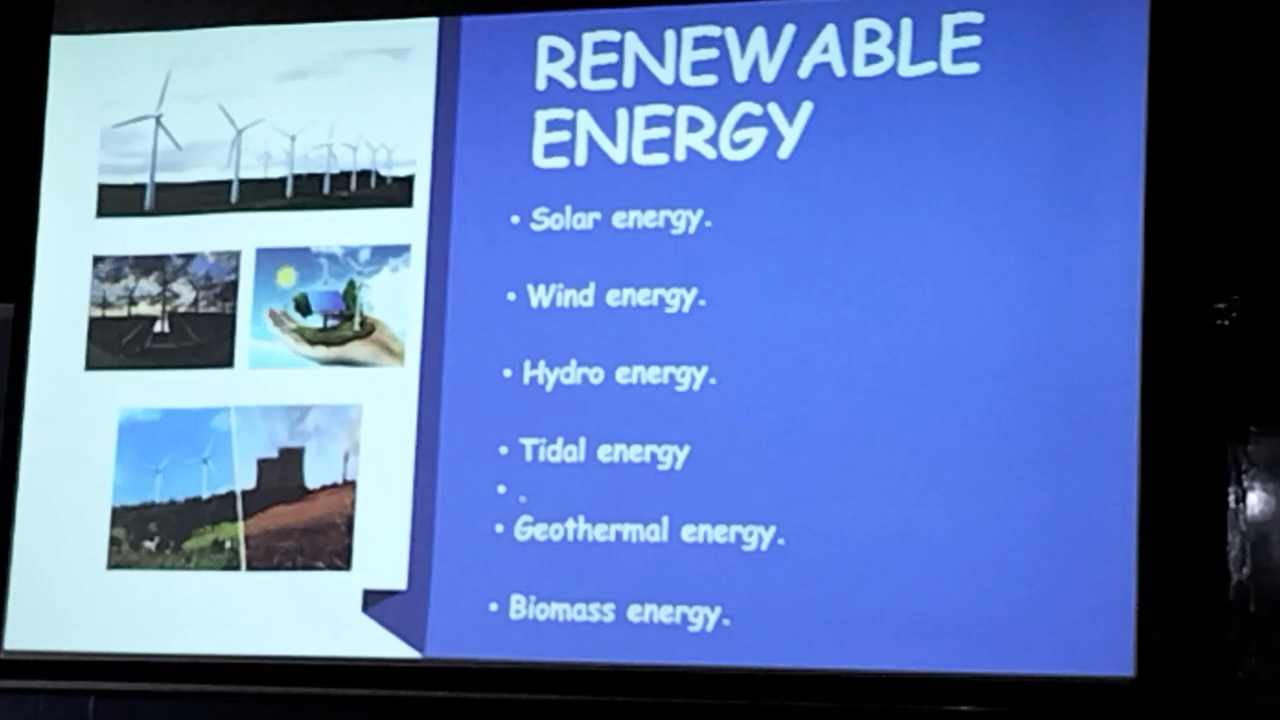 RENEWABLE
ENERGY
• Solar energy.
• Wind energy.
• Hydro energy.
• Tidal energy
• .
• Geothermal energy.
• Biomass energy.